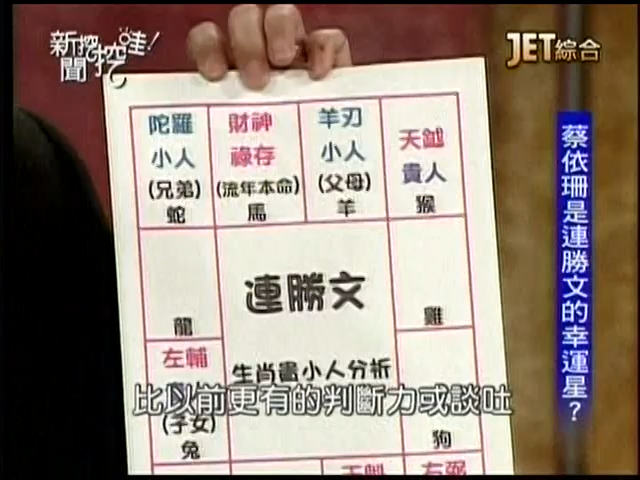 新聞挖挖哇!
JET綜合
陀羅
小人
(兄弟)
蛇
財神
祿存
(流年本命)
馬
羊刃
小人
(父母)
羊
天鉞
貴人
猴
龍
連勝文
生肖貴小人分析
雞
左輔
(子女)
兔
狗
天魁
右弼
比以前更有的判斷力或談吐
蔡依珊是連勝文的幸運星?